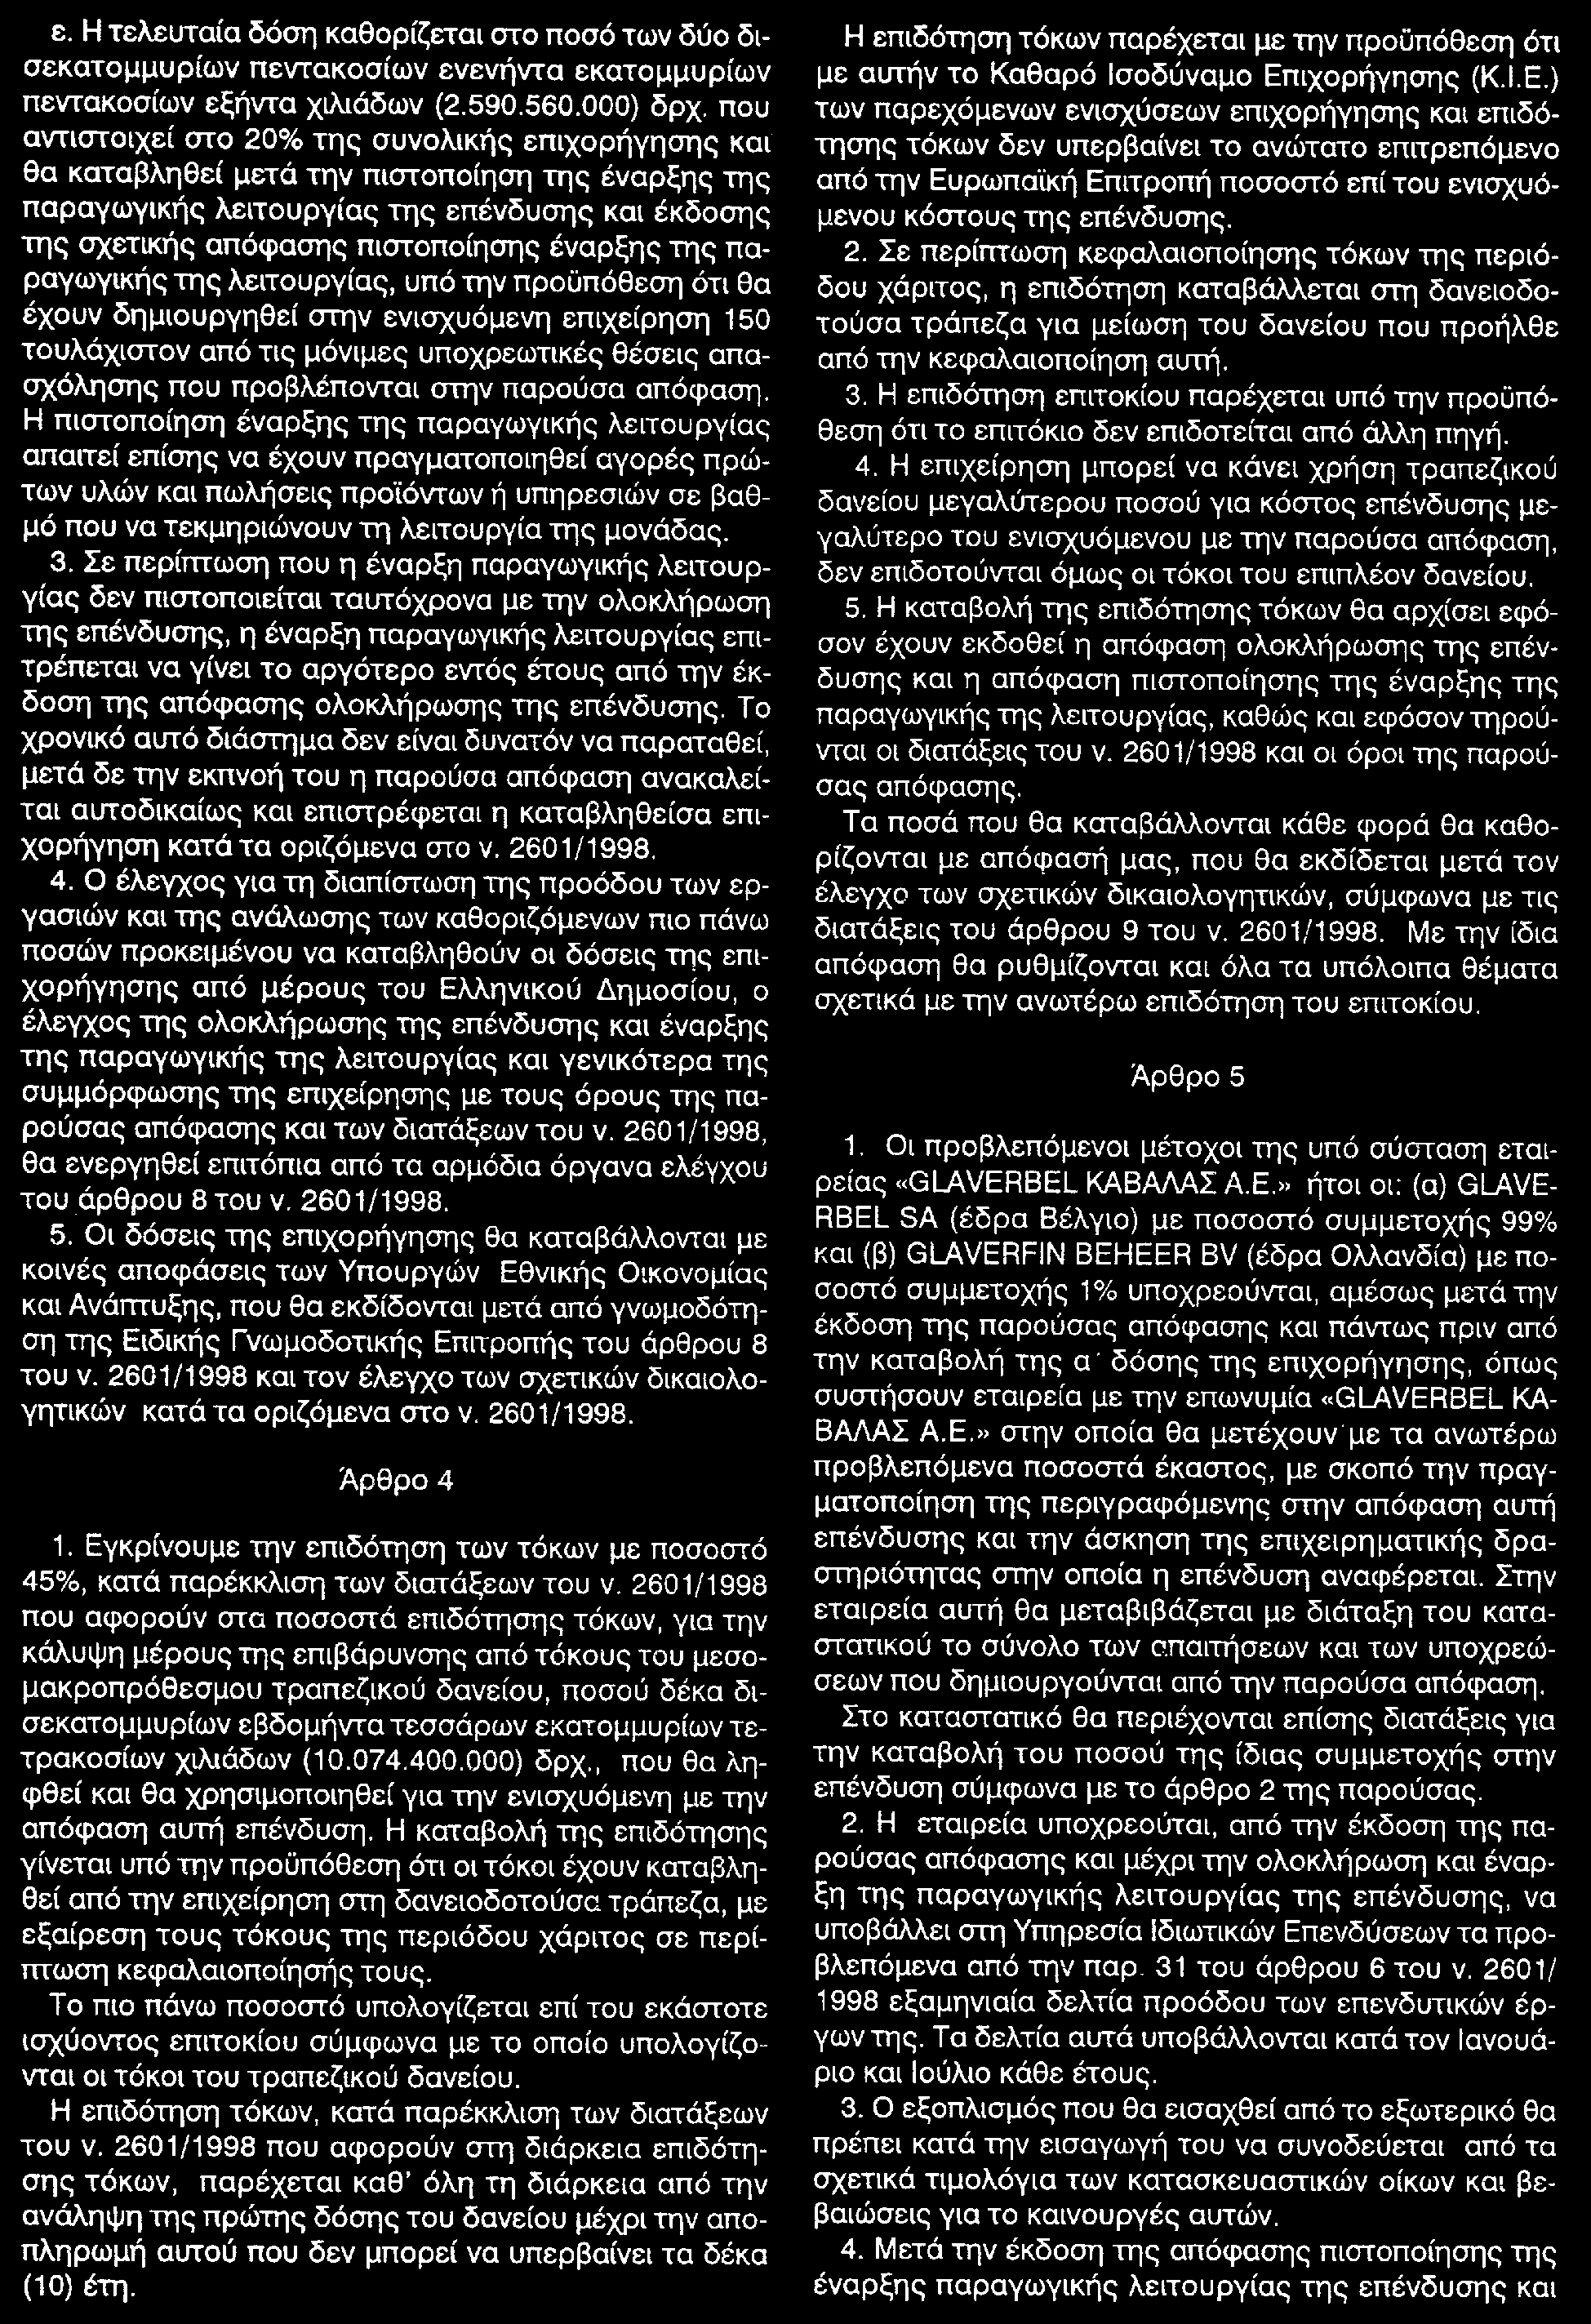 ε. Η τελευταία δόση καθορίζεται στο ποσό των δύο δι-
σεκατομμυρίων πεντακοσίων ενενήντα εκατομμυρίων
πεντακοσίων εξήντα χιλιάδων (2.590.560.000) δρχ. που
αντιστοιχεί στο 20% της συνολικής επιχορήγησης και
θα καταβληθεί μετά την πιστοποίηση της έναρξης της
παραγωγικής λειτουργίας της επένδυσης και έκδοσης
της σχετικής απόφασης πιστοποίησης έναρξης της πα-
ραγωγικής της λειτουργίας, υπό την προϋπόθεση ότι θα
έχουν δημιουργηθεί στην ενισχυόμενη επιχείρηση 150
τουλάχιστον από τις μόνιμες υποχρεωτικές θέσεις απα-
σχόλησης που προβλέπονται στην παρούσα απόφαση.
Η πιστοποίηση έναρξης της παραγωγικής λειτουργίας
απαιτεί επίσης να έχουν πραγματοποιηθεί αγορές πρώ-
των υλών και πωλήσεις προϊόντων ή υπηρεσιών σε βαθ-
μό που να τεκμηριώνουν τη λειτουργία της μονάδας.
3. Σε περίπτωση που η έναρξη παραγωγικής λειτουρ-
γίας δεν πιστοποιείται ταυτόχρονα με την ολοκλήρωση
της επένδυσης, η έναρξη παραγωγικής λειτουργίας επι-
τρέπεται να γίνει το αργότερο εντός έτους από την έκ-
δοση της απόφασης ολοκλήρωσης της επένδυσης. Το
χρονικό αυτό διάστημα δεν είναι δυνατόν να παραταθεί,
μετά δε την εκπνοή του η παρούσα απόφαση ανακαλεί-
ται αυτοδικαίως και επιστρέφεται η καταβληθείσα επι-
χορήγηση κατά τα οριζόμενα στο ν. 2601/1998.
4. Ο έλεγχος για τη διαπίστωση της προόδου των ερ-
γασιών και της ανάλωσης των καθοριζόμενων πιο πάνω
ποσών προκειμένου να καταβληθούν οι δόσεις της επι-
χορήγησης από μέρους του Ελληνικού Δημοσίου, ο
έλεγχος της ολοκλήρωσης της επένδυσης και έναρξης
της παραγωγικής της λειτουργίας και γενικότερα της
συμμόρφωσης της επιχείρησης με τους όρους της πα-
ρούσας απόφασης και των διατάξεων του ν. 2601/1998,
θα ενεργηθεί επιτόπια από τα αρμόδια όργανα ελέγχου
του άρθρου 8 του ν. 2601/1998.
5. Οι δόσεις της επιχορήγησης θα καταβάλλονται με
κοινές αποφάσεις των Υπουργών Εθνικής Οικονομίας
και Ανάπτυξης, που θα εκδίδονται μετά από γνωμοδότη-
ση της Ειδικής Γνωμοδοτικής Επιτροπής του άρθρου 8
του ν. 2601/1998 και τον έλεγχο των σχετικών δικαιολο-
γητικών κατά τα οριζόμενα στο ν. 2601/1998.
Άρθρο 4
1. Εγκρίνουμε την επιδότηση των τόκων με ποσοστό
45%, κατά παρέκκλιση των διατάξεων του ν. 2601/1998
που αφορούν στα ποσοστά επιδότησης τόκων, για την
κάλυψη μέρους της επιβάρυνσης από τόκους του μεσο-
μακροπρόθεσμου τραπεζικού δανείου, ποσού δέκα δι-
σεκατομμυρίων εβδομήντα τεσσάρων εκατομμυρίων τε-
τρακοσίων χιλιάδων (10.074.400.000) δρχ., που θα λη-
φθεί και θα χρησιμοποιηθεί για την ενισχυόμενη με την
απόφαση αυτή επένδυση. Η καταβολή της επιδότησης
γίνεται υπό την προϋπόθεση ότι οι τόκοι έχουν καταβλη-
θεί από την επιχείρηση στη δανειοδοτούσα τράπεζα, με
εξαίρεση τους τόκους της περιόδου χάριτος σε περί-
πτωση κεφαλαιοποίησής τους.
Το πιο πάνω ποσοστό υπολογίζεται επί του εκάστοτε
ισχύοντος επιτοκίου σύμφωνα με το οποίο υπολογίζο-
νται οι τόκοι του τραπεζικού δανείου.
Η επιδότηση τόκων, κατά παρέκκλιση των διατάξεων
του ν. 2601/1998 που αφορούν στη διάρκεια επιδότη-
σης τόκων, παρέχεται καθ’ όλη τη διάρκεια από την
ανάληψη της πρώτης δόσης του δανείου μέχρι την απο-
πληρωμή αυτού που δεν μπορεί να υπερβαίνει τα δέκα
(10) έτη.
Η επιδότηση τόκων παρέχεται με την προϋπόθεση ότι
με αυτήν το Καθαρό Ισοδύναμο Επιχορήγησης (Κ.Ι.Ε.)
των παρεχόμενων ενισχύσεων επιχορήγησης και επιδό-
τησης τόκων δεν υπερβαίνει το ανώτατο επιτρεπόμενο
από την Ευρωπαϊκή Επιτροπή ποσοστό επί του ενισχυό-
μενου κόστους της επένδυσης.
2. Σε περίπτωση κεφαλαιοποίησης τόκων της περιό-
δου χάριτος, η επιδότηση καταβάλλεται στη δανειοδο-
τούσα τράπεζα για μείωση του δανείου που προήλθε
από την κεφαλαιοποίηση αυτή.
3. Η επιδότηση επιτοκίου παρέχεται υπό την προϋπό-
θεση ότι το επιτόκιο δεν επιδοτείται από άλλη πηγή.
4. Η επιχείρηση μπορεί να κάνει χρήση τραπεζικού
δανείου μεγαλύτερου ποσού για κόστος επένδυσης με-
γαλύτερο του ενισχυόμενου με την παρούσα απόφαση,
δεν επιδοτούνται όμως οι τόκοι του επιπλέον δανείου.
5. Η καταβολή της επιδότησης τόκων θα αρχίσει εφό-
σον έχουν εκδοθεί η απόφαση ολοκλήρωσης της επέν-
δυσης και η απόφαση πιστοποίησης της έναρξης της
παραγωγικής της λειτουργίας, καθώς και εφόσον τηρού-
νται οι διατάξεις του ν. 2601/1998 και οι όροι της παρού-
σας απόφασης.
Τα ποσά που θα καταβάλλονται κάθε φορά θα καθο-
ρίζονται με απόφασή μας, που θα εκδίδεται μετά τον
έλεγχο των σχετικών δικαιολογητικών, σύμφωνα με τις
διατάξεις του άρθρου 9 του ν. 2601/1998. Με την ίδια
απόφαση θα ρυθμίζονται και όλα τα υπόλοιπα θέματα
σχετικά με την ανωτέρω επιδότηση του επιτοκίου.
Άρθρο 5
1. Οι προβλεπόμενοι μέτοχοι της υπό σύσταση εται-
ρείας «GLAVERBEL ΚΑΒΑΛΑΣ Α.Ε.» ήτοι οι: (α) GLAVE-
RBEL SA (έδρα Βέλγιο) με ποσοστό συμμετοχής 99%
και (β) GLAVERFIN BEHEER BV (έδρα Ολλανδία) με πο-
σοστό συμμετοχής 1% υποχρεούνται, αμέσως μετά την
έκδοση της παρούσας απόφασης και πάντως πριν από
την καταβολή της α΄ δόσης της επιχορήγησης, όπως
συστήσουν εταιρεία με την επωνυμία «GLAVERBEL ΚΑ-
ΒΑΛΑΣ Α.Ε.» στην οποία θα μετέχουν με τα ανωτέρω
προβλεπόμενα ποσοστά έκαστος, με σκοπό την πραγ-
ματοποίηση της περιγραφόμενης στην απόφαση αυτή
επένδυσης και την άσκηση της επιχειρηματικής δρα-
στηριότητας στην οποία η επένδυση αναφέρεται. Στην
εταιρεία αυτή θα μεταβιβάζεται με διάταξη του κατα-
στατικού το σύνολο των απαιτήσεων και των υποχρεώ-
σεων που δημιουργούνται από την παρούσα απόφαση.
Στο καταστατικό θα περιέχονται επίσης διατάξεις για
την καταβολή του ποσού της ίδιας συμμετοχής στην
επένδυση σύμφωνα με το άρθρο 2 της παρούσας.
2. Η εταιρεία υποχρεούται, από την έκδοση της πα-
ρούσας απόφασης και μέχρι την ολοκλήρωση και έναρ-
ξη της παραγωγικής λειτουργίας της επένδυσης, να
υποβάλλει στη Υπηρεσία Ιδιωτικών Επενδύσεων τα προ-
βλεπόμενα από την παρ. 31 του άρθρου 6 του ν. 2601/
1998 εξαμηνιαία δελτία προόδου των επενδυτικών έρ-
γων της. Τα δελτία αυτά υποβάλλονται κατά τον Ιανουά-
ριο και Ιούλιο κάθε έτους.
3. Ο εξοπλισμός που θα εισαχθεί από το εξωτερικό θα
πρέπει κατά την εισαγωγή του να συνοδεύεται από τα
σχετικά τιμολόγια των κατασκευαστικών οίκων και βε-
βαιώσεις για το καινουργές αυτών.
4. Μετά την έκδοση της απόφασης πιστοποίησης της
έναρξης παραγωγικής λειτουργίας της επένδυσης και